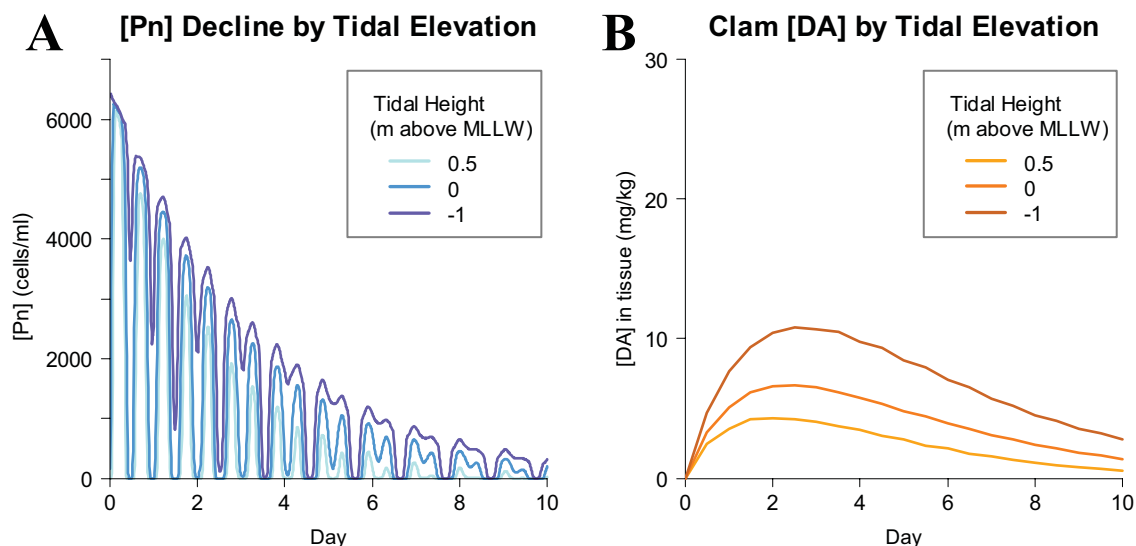 A
[Pn] Decline by Tidal Elevation
6000
4000
2000
0
[Pn] (cells/ml)
Tidal Height
(m above MLLW)
0.5
0
-1
0 2 4 6 8 10
Day
B
Clam [DA] by Tidal Elevation
30
20
10
0
[DA] in tissue (mg/kg)
Tidal Height
(m above MLLW)
0.5
0
-1
0 2 4 6 8 10
Day